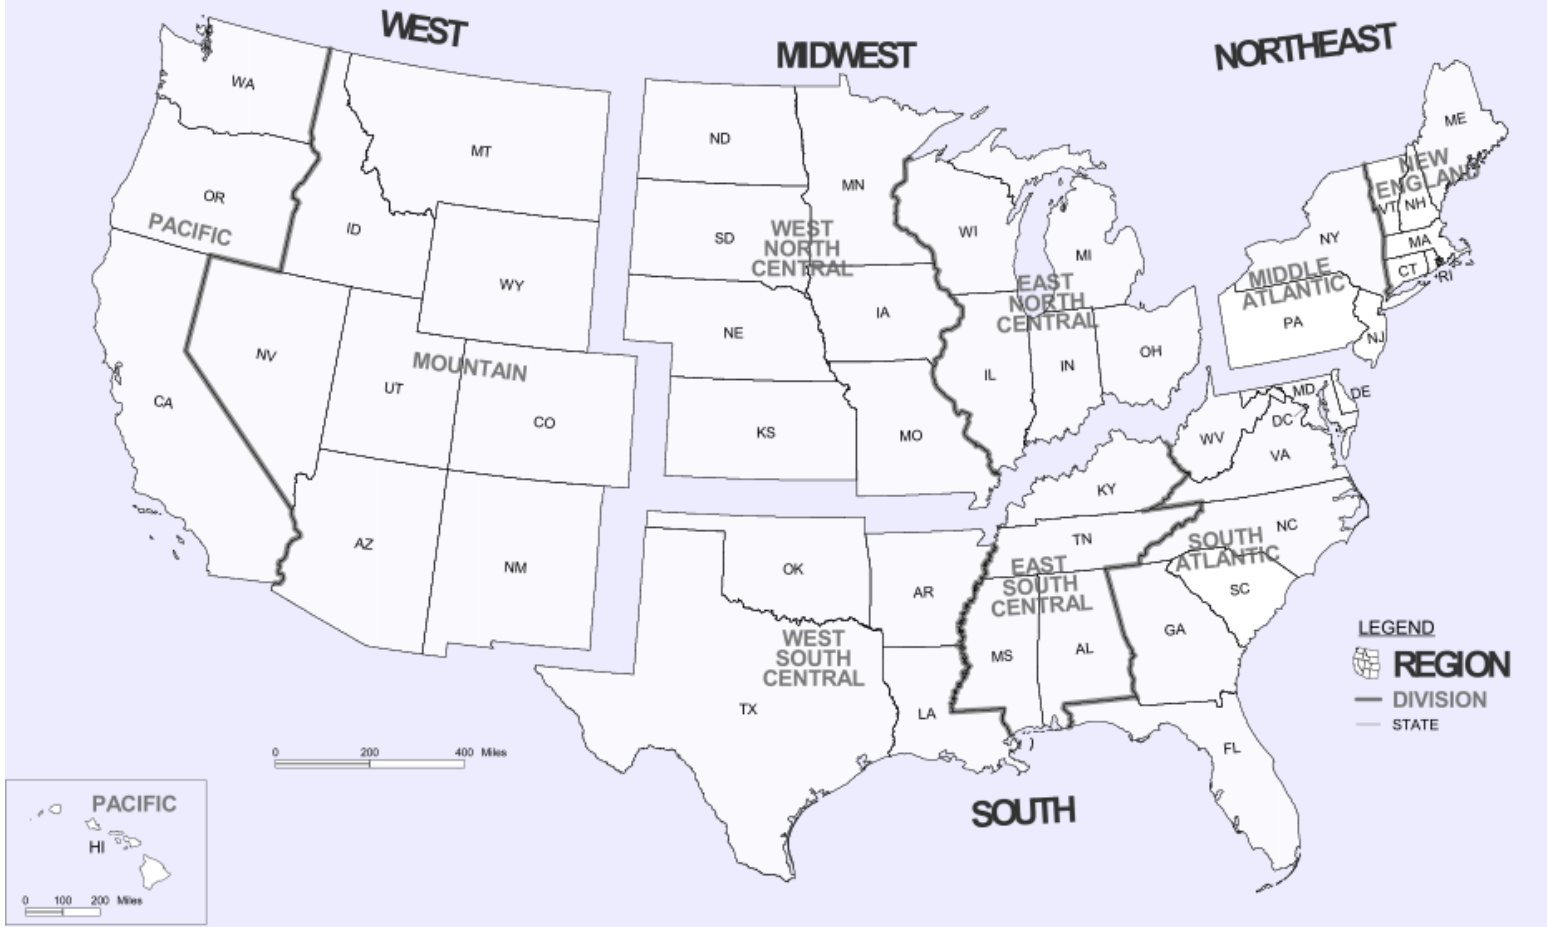 WEST
MIDWEST
NORTHEAST
WA
MT
ND
MN
ME
OR
PACIFIC
ID
WY
SD
WEST
NORTH
CENTRAL
WI
MI
NEW
ENGLAND
VT
NH
NY
MA
CT
RI
MIDDLE
ATLANTIC
PA
NJ
EAST
NORTH
CENTRAL
IA
NE
NV
MOUNTAIN
UT
CO
CA
IL
IN
OH
KS
MO
MD
DE
DC
WV
VA
KY
TN
NC
SOUTH
ATLANTIC
SC
AZ
NM
OK
AR
EAST
SOUTH
CENTRAL
WEST
SOUTH
CENTRAL
MS
AL
GA
TX
LA
FL
SOUTH
LEGEND
REGION
DIVISION
STATE
0 200 400 Miles
PACIFIC
HI
0 100 200 Miles